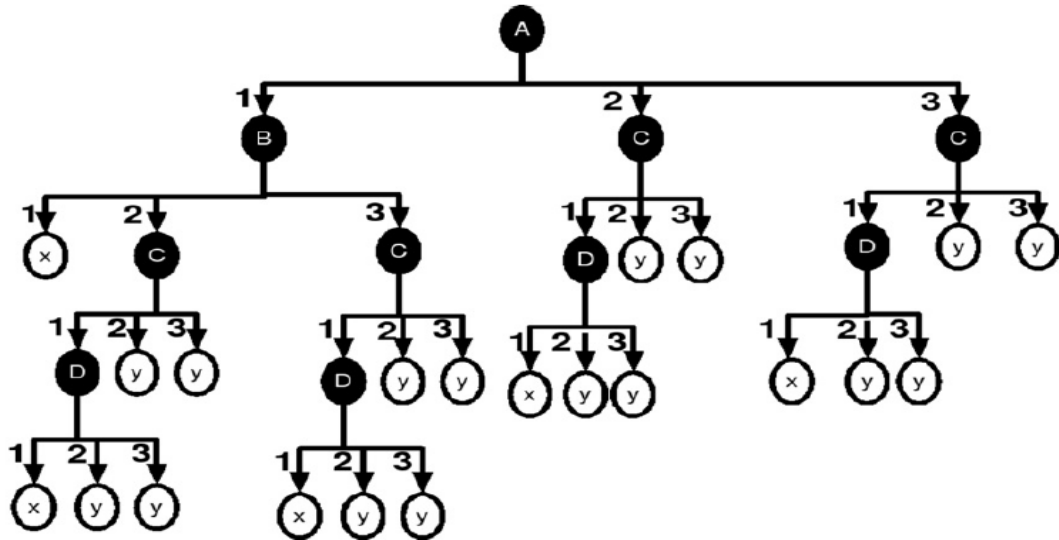 A
1 2 3
B C C
1 2 3 1 2 3 1 2 3
x C C D y y D y y
1 2 3 1 2 3 1 2 3 1 2 3
D y y D y y x y y x y y
1 2 3 1 2 3
x y y x y y